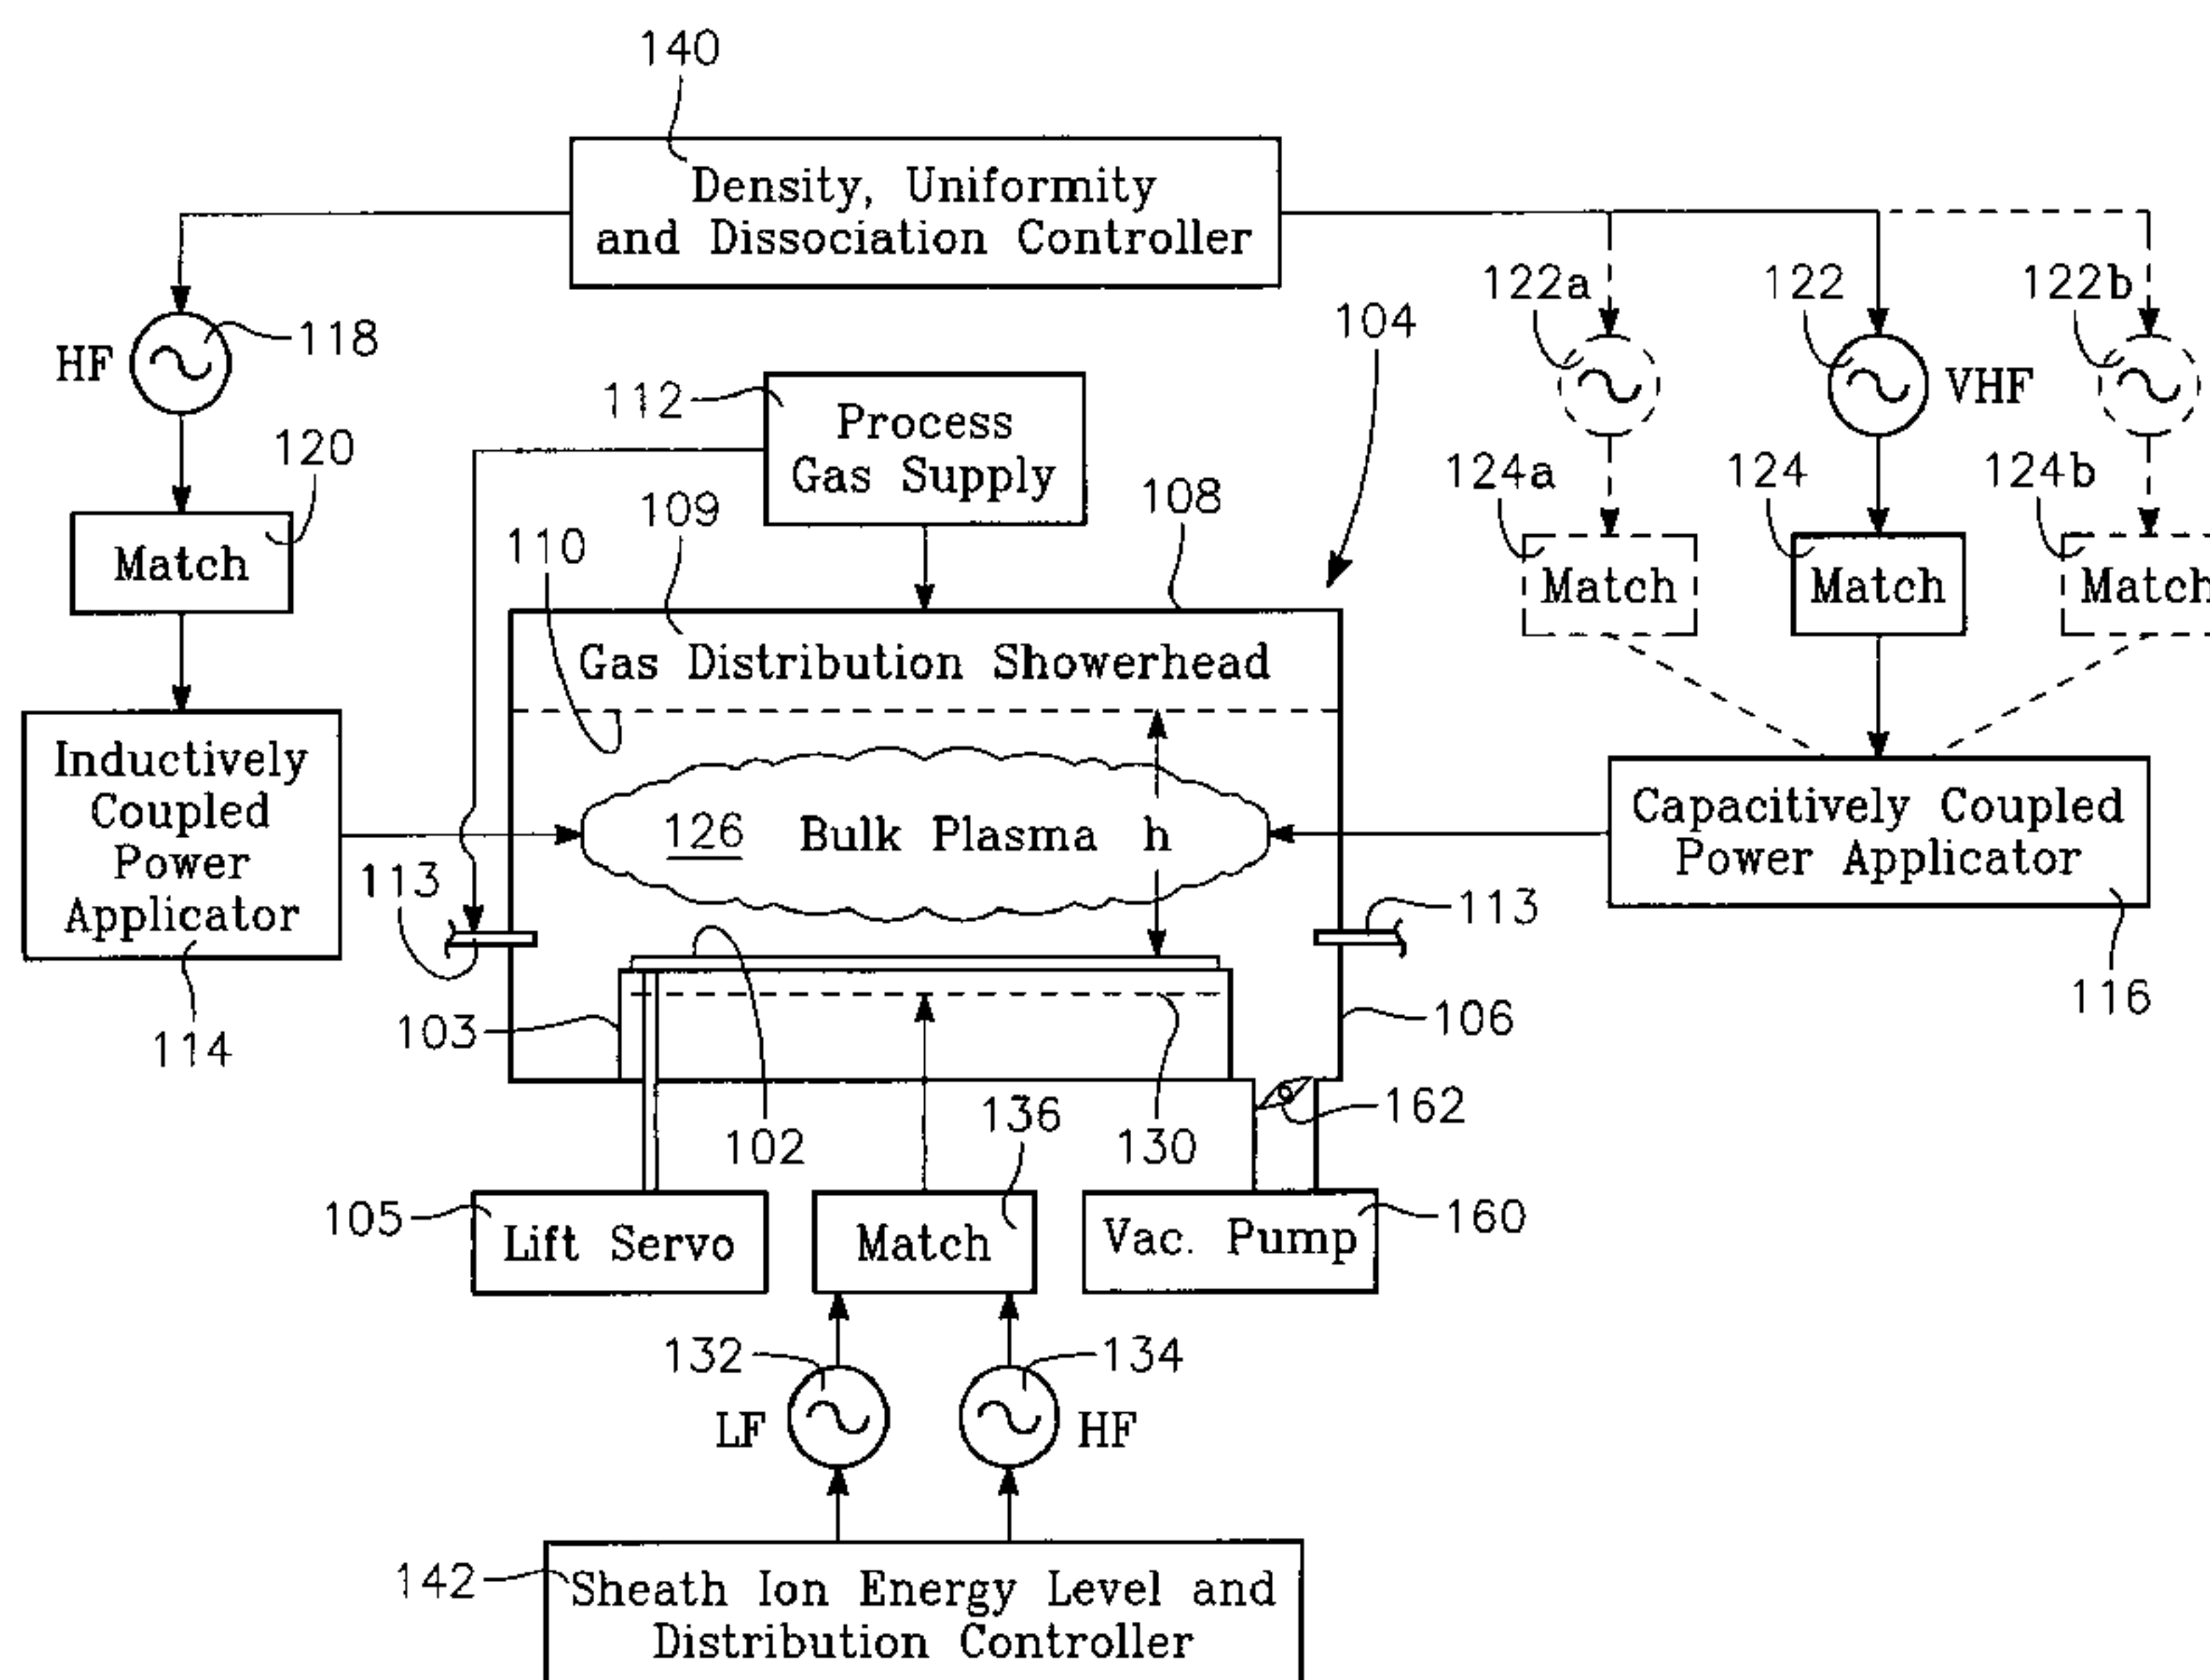 140
Density, Uniformity
and Dissociation Controller
122a
122
122b
104
HF
118
VHF
112
Process
Gas Supply
120
124a
124
124b
109
108
110
Match
Match
Match
Match
Gas Distribution Showerhead
Inductively
Coupled
Power
Applicator
126 Bulk Plasma h
Capacitively Coupled
Power Applicator
113
113
116
114
103
106
102
136
130
162
105
Lift Servo
Match
Vac. Pump
160
132
134
LF
HF
142
Sheath Ion Energy Level and
Distribution Controller